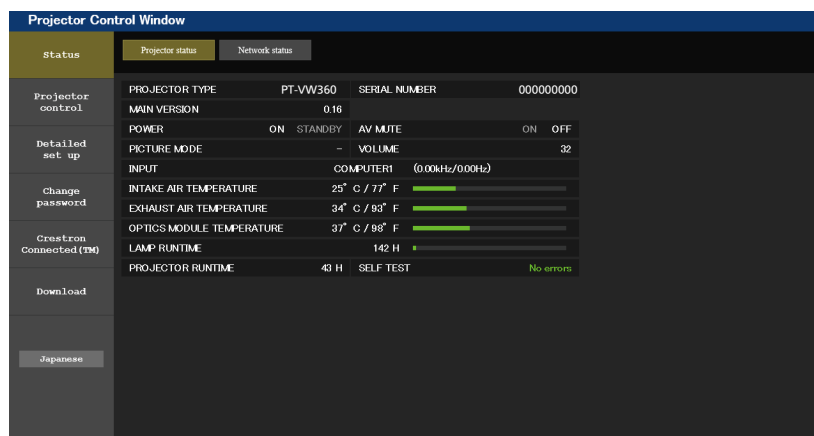 Projector Control Window
Status
Projector status
Network status
Projector
control
Detailed
set up
Change
password
Crestron
Connected(TM)
Download
Japanese
PROJECTOR TYPE PT-VW360 SERIAL NUMBER 000000000
MAIN VERSION 0.16
POWER ON STANDBY AV MUTE ON OFF
PICTURE MODE – VOLUME 32
INPUT COMPUTER1 (0.00kHz/0.00Hz)
INTAKE AIR TEMPERATURE 25° C / 77° F
EXHAUST AIR TEMPERATURE 34° C / 93° F
OPTICS MODULE TEMPERATURE 37° C / 98° F
LAMP RUNTIME 142 H
PROJECTOR RUNTIME 43 H SELF TEST No errors